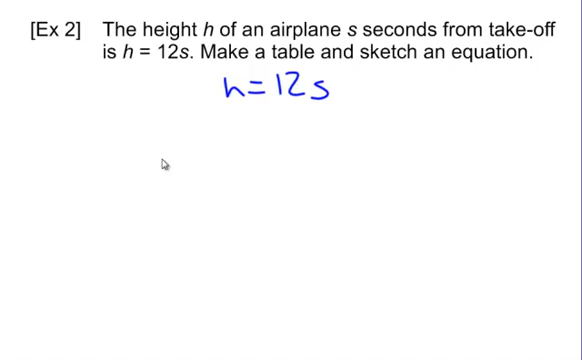 [Ex 2] The height h of an airplane s seconds from take-off
is h = 12s. Make a table and sketch an equation.
h = 12s